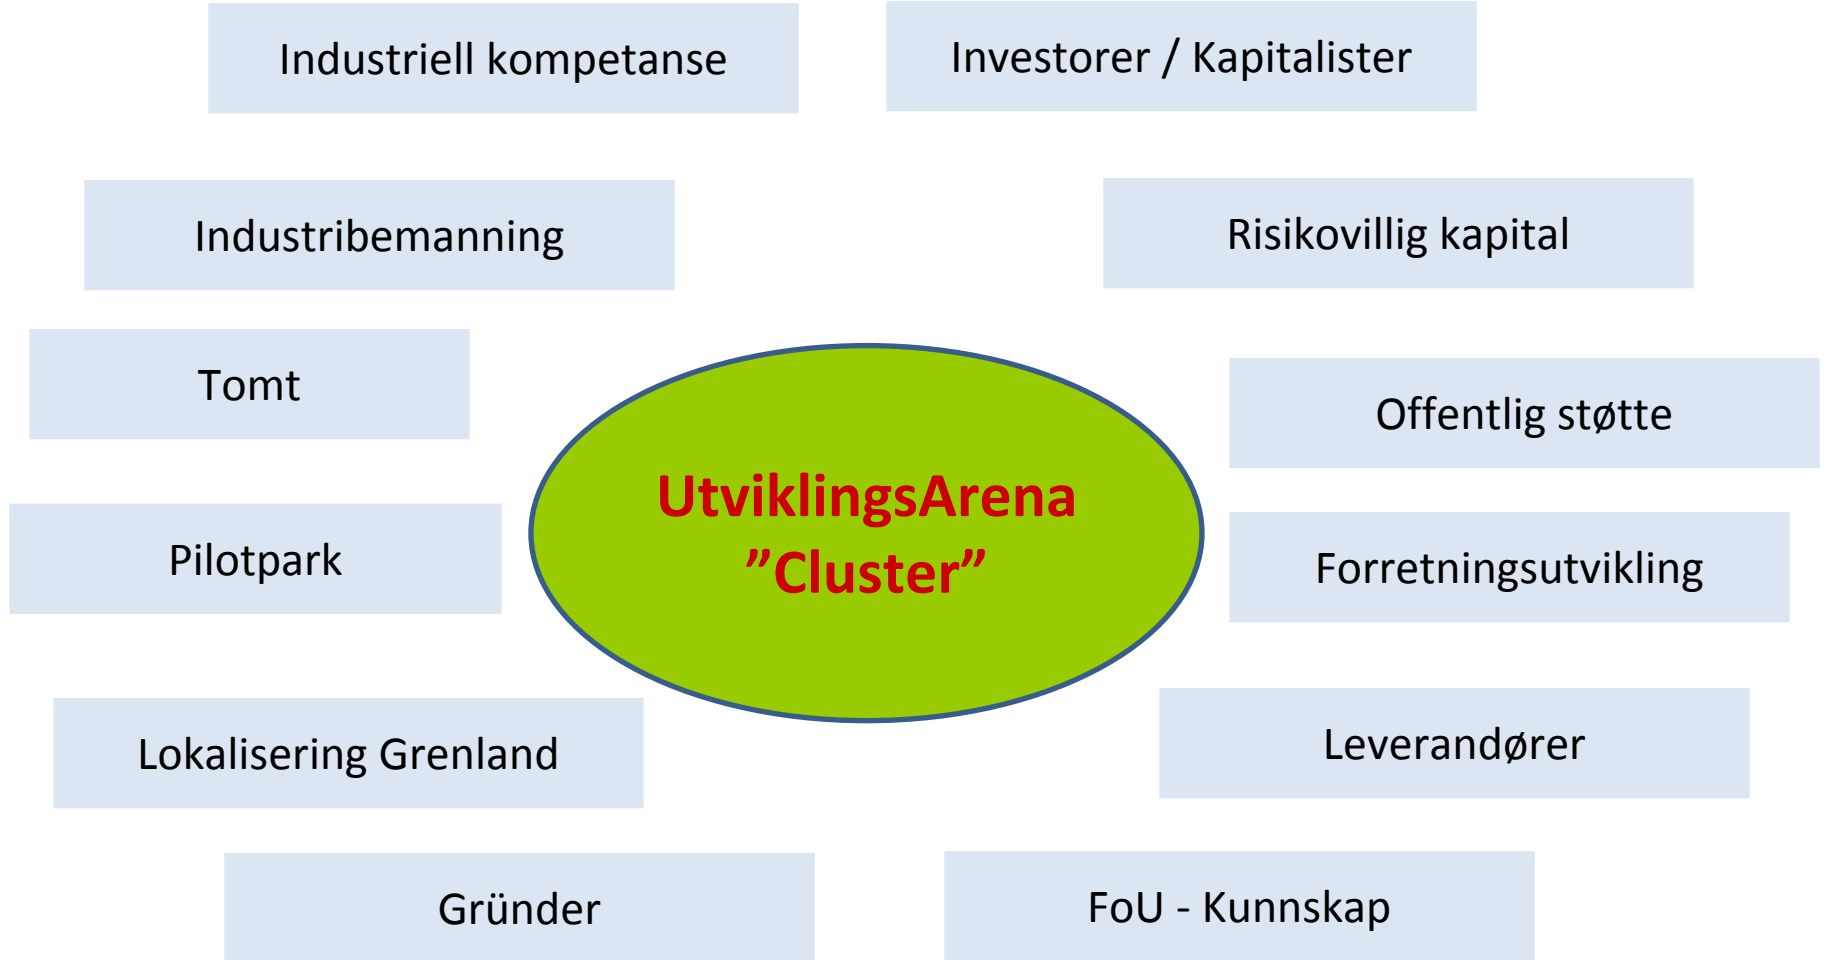 Industriell kompetanse
Investorer / Kapitalister
Industribemanning
Risikovillig kapital
Tomt
Offentlig støtte
UtviklingsArena
”Cluster”
Pilotpark
Forretningsutvikling
Lokalisering Grenland
Leverandører
Gründer
FoU - Kunnskap